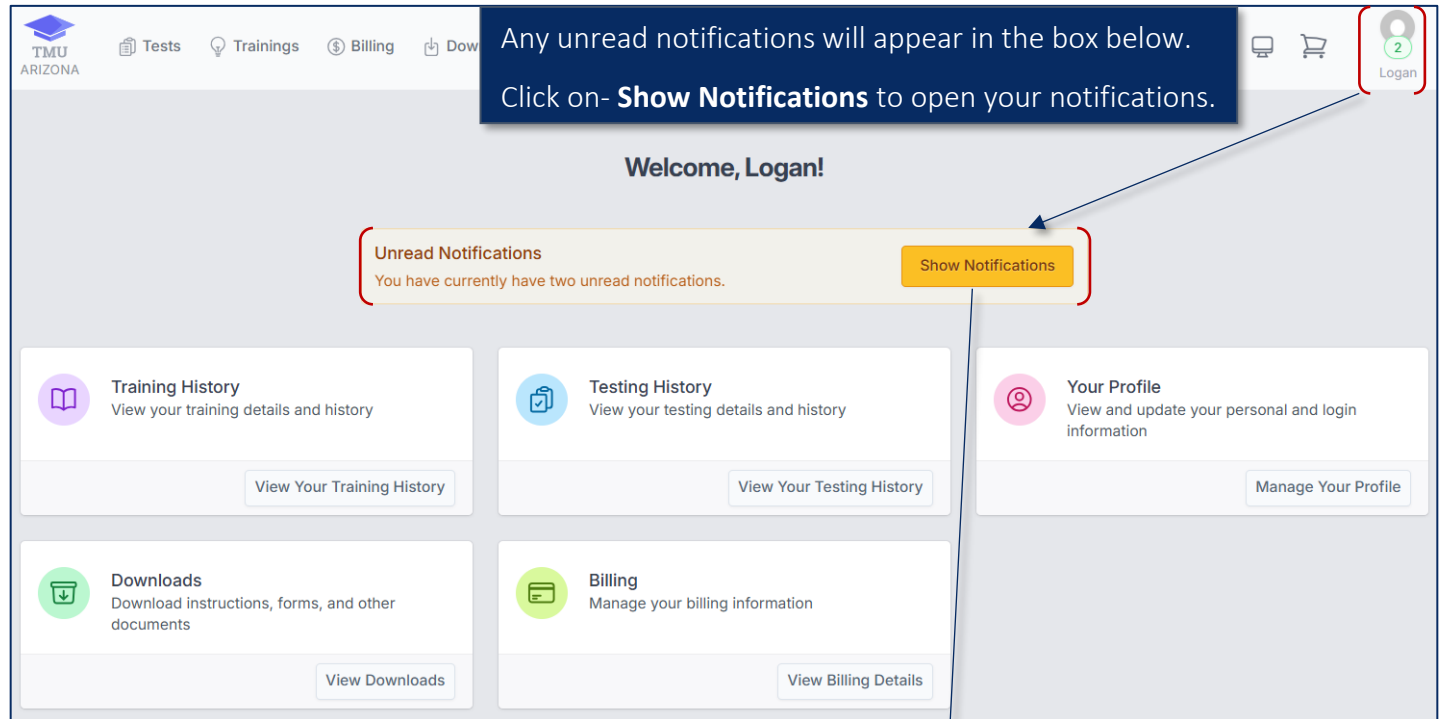 TMU
ARIZONA
Tests
Trainings
Billing
Dow
Any unread notifications will appear in the box below.
Click on- Show Notifications to open your notifications.
2
Logan
Welcome, Logan!
Unread Notifications
You have currently have two unread notifications.
Show Notifications
Training History
View your training details and history
View Your Training History
Testing History
View your testing details and history
View Your Testing History
Your Profile
View and update your personal and login
information
Manage Your Profile
Downloads
Download instructions, forms, and other
documents
View Downloads
Billing
Manage your billing information
View Billing Details